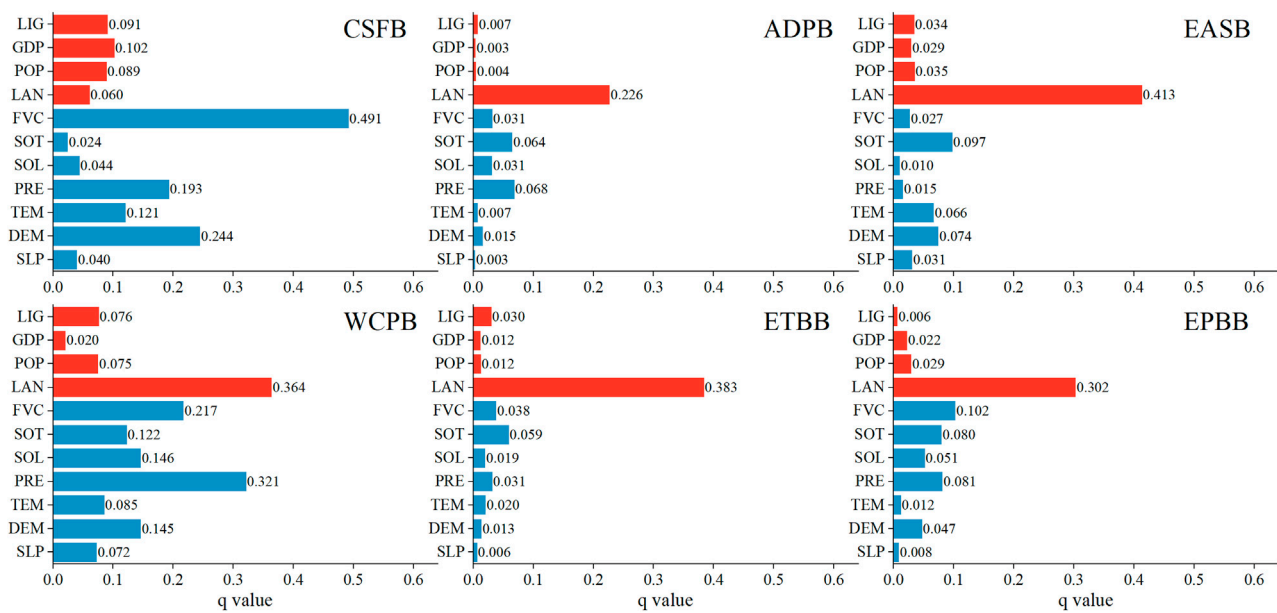 CSFB
LIG 0.091
GDP 0.102
POP 0.089
LAN 0.060
FVC 0.491
SOT 0.024
SOL 0.044
PRE 0.193
TEM 0.121
DEM 0.244
SLP 0.040
0.0 0.1 0.2 0.3 0.4 0.5 0.6
ADPB
LIG 0.007
GDP 0.003
POP 0.004
LAN 0.226
FVC 0.031
SOT 0.064
SOL 0.031
PRE 0.068
TEM 0.007
DEM 0.015
SLP 0.003
0.0 0.1 0.2 0.3 0.4 0.5 0.6
EASB
LIG 0.034
GDP 0.029
POP 0.035
LAN 0.413
FVC 0.027
SOT 0.097
SOL 0.010
PRE 0.015
TEM 0.066
DEM 0.074
SLP 0.031
0.0 0.1 0.2 0.3 0.4 0.5 0.6
WCPB
LIG 0.076
GDP 0.020
POP 0.075
LAN 0.364
FVC 0.217
SOT 0.122
SOL 0.146
PRE 0.321
TEM 0.085
DEM 0.145
SLP 0.072
0.0 0.1 0.2 0.3 0.4 0.5 0.6
q value
ETBB
LIG 0.030
GDP 0.012
POP 0.012
LAN 0.383
FVC 0.038
SOT 0.059
SOL 0.019
PRE 0.031
TEM 0.020
DEM 0.013
SLP 0.006
0.0 0.1 0.2 0.3 0.4 0.5 0.6
q value
EPBB
LIG 0.006
GDP 0.022
POP 0.029
LAN 0.302
FVC 0.102
SOT 0.080
SOL 0.051
PRE 0.081
TEM 0.012
DEM 0.047
SLP 0.008
0.0 0.1 0.2 0.3 0.4 0.5 0.6
q value